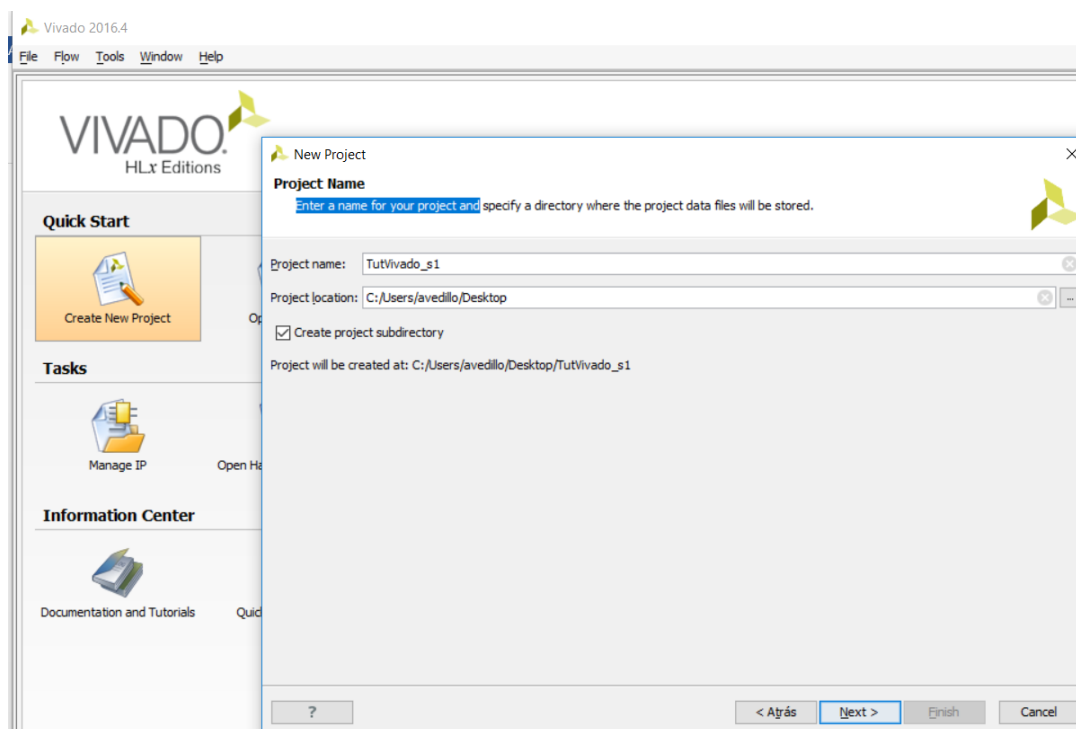 Vivado 2016.4
File Flow Tools Window Help
VIVADO.
HLx Editions
New Project
Project Name
Enter a name for your project and specify a directory where the project data files will be stored.
Quick Start
Create New Project
Project name: TutVivado_s1
Project location: C:/Users/avedillo/Desktop
...
Create project subdirectory
Project will be created at: C:/Users/avedillo/Desktop/TutVivado_s1
Tasks
Manage IP
Open Ha
Information Center
Documentation and Tutorials
Quic
? < Atrás Next > Finish Cancel